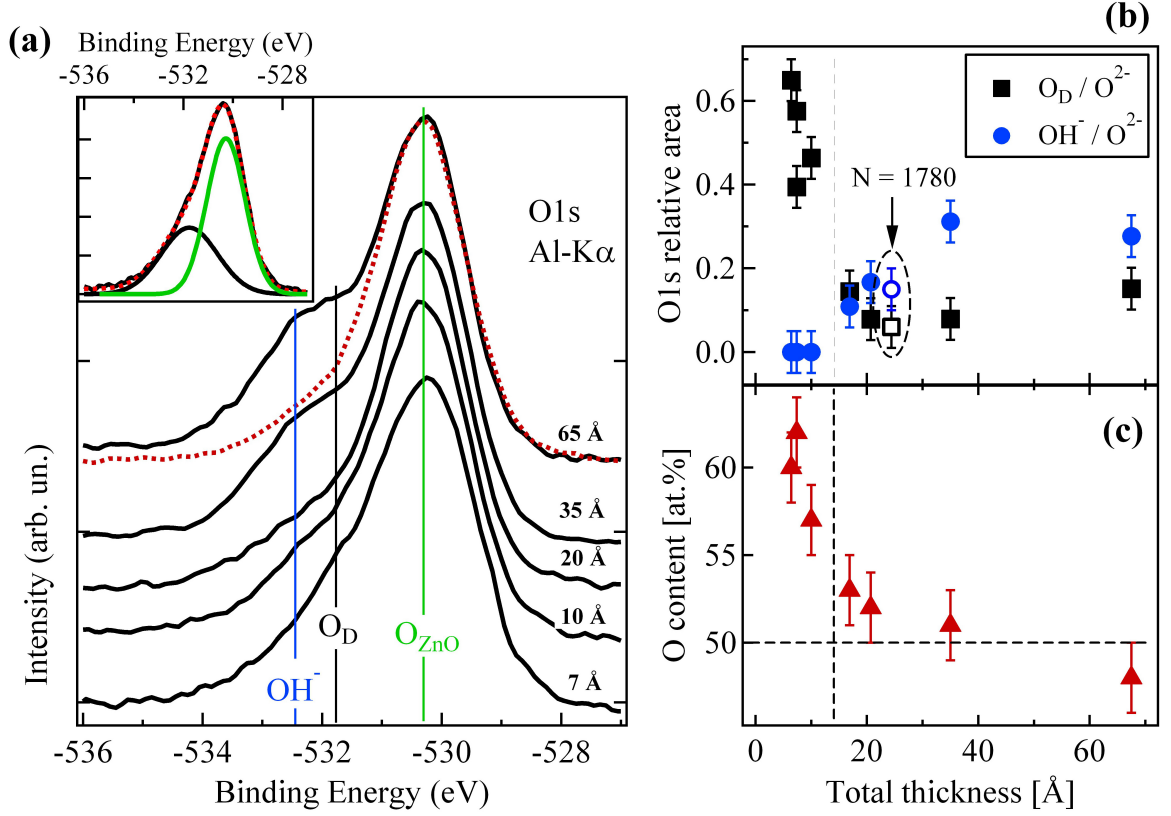 (a)
Binding Energy (eV)
-536 -532 -528
O1s
Al-Kα
65 Å
35 Å
20 Å
10 Å
7 Å
OH⁻
O_D
O_ZnO
Intensity (arb. un.)
-536 -534 -532 -530 -528
Binding Energy (eV)
(b)
O_D / O²⁻
OH⁻ / O²⁻
N = 1780
0.6
0.4
0.2
0.0
O1s relative area
(c)
60
55
50
O content [at.%]
0 20 40 60
Total thickness [Å]